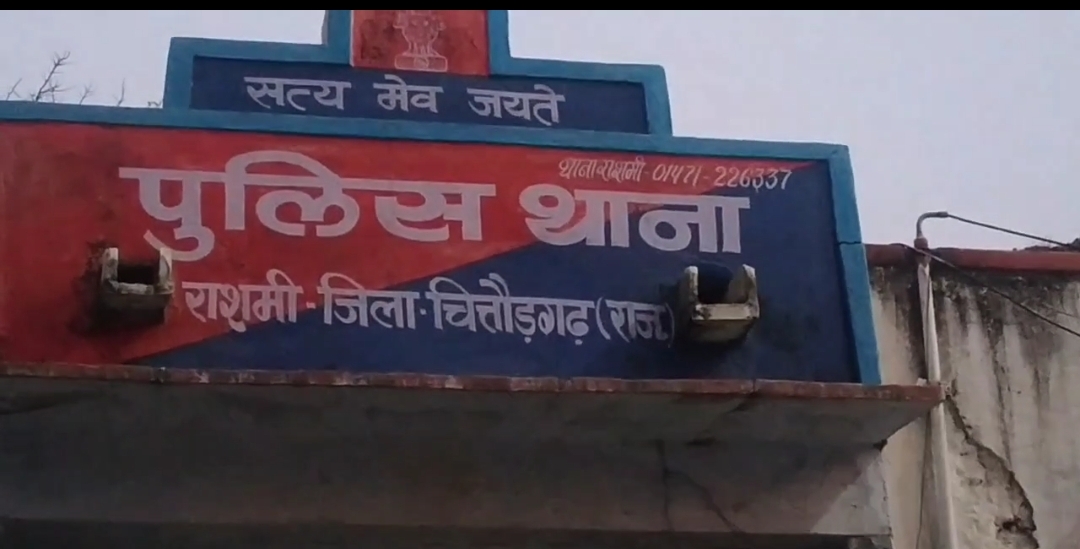 सत्य मेव जयते
थाना राशमी - 01471 - 226337
पुलिस थाना
राशमी - जिला - चित्तौड़गढ़ (राज.)